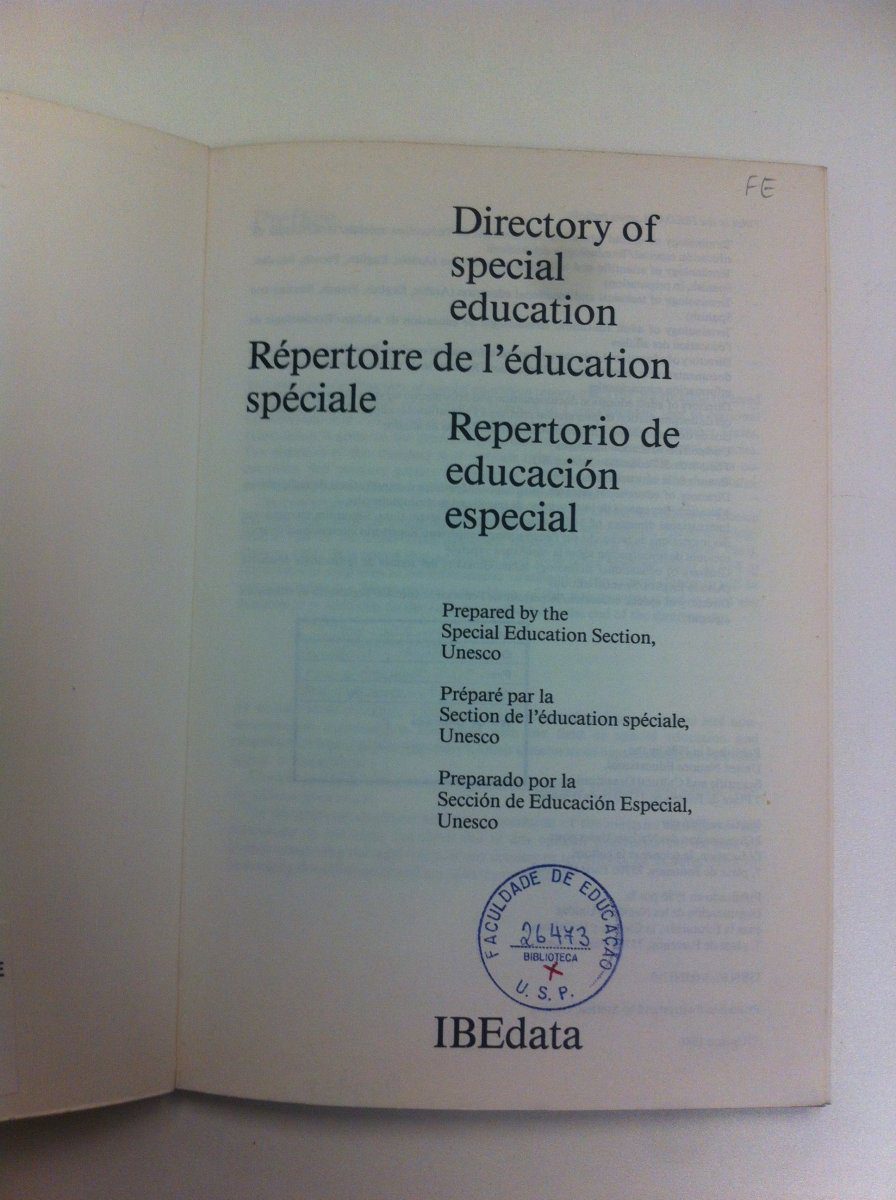 FE
Directory of
special
education
Répertoire de l'éducation
spéciale
Repertorio de
educación
especial
Prepared by the
Special Education Section,
Unesco
Préparé par la
Section de l'éducation spéciale,
Unesco
Preparado por la
Sección de Educación Especial,
Unesco
FACULDADE DE EDUCAÇÃO
26473
BIBLIOTECA
U. S. P.
IBEdata